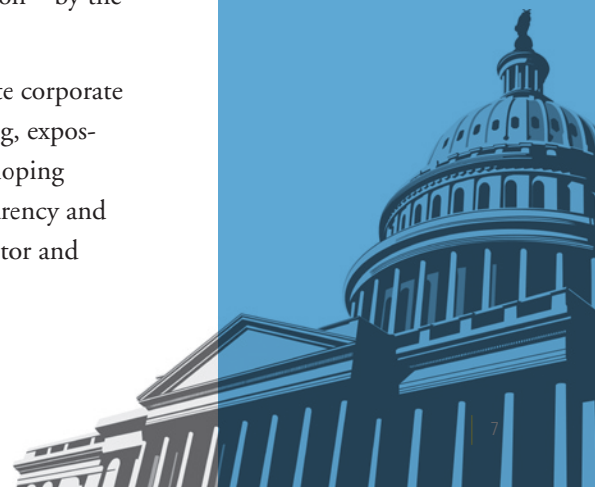 on – by the
te corporate
g, expos-
oping
rency and
tor and
7